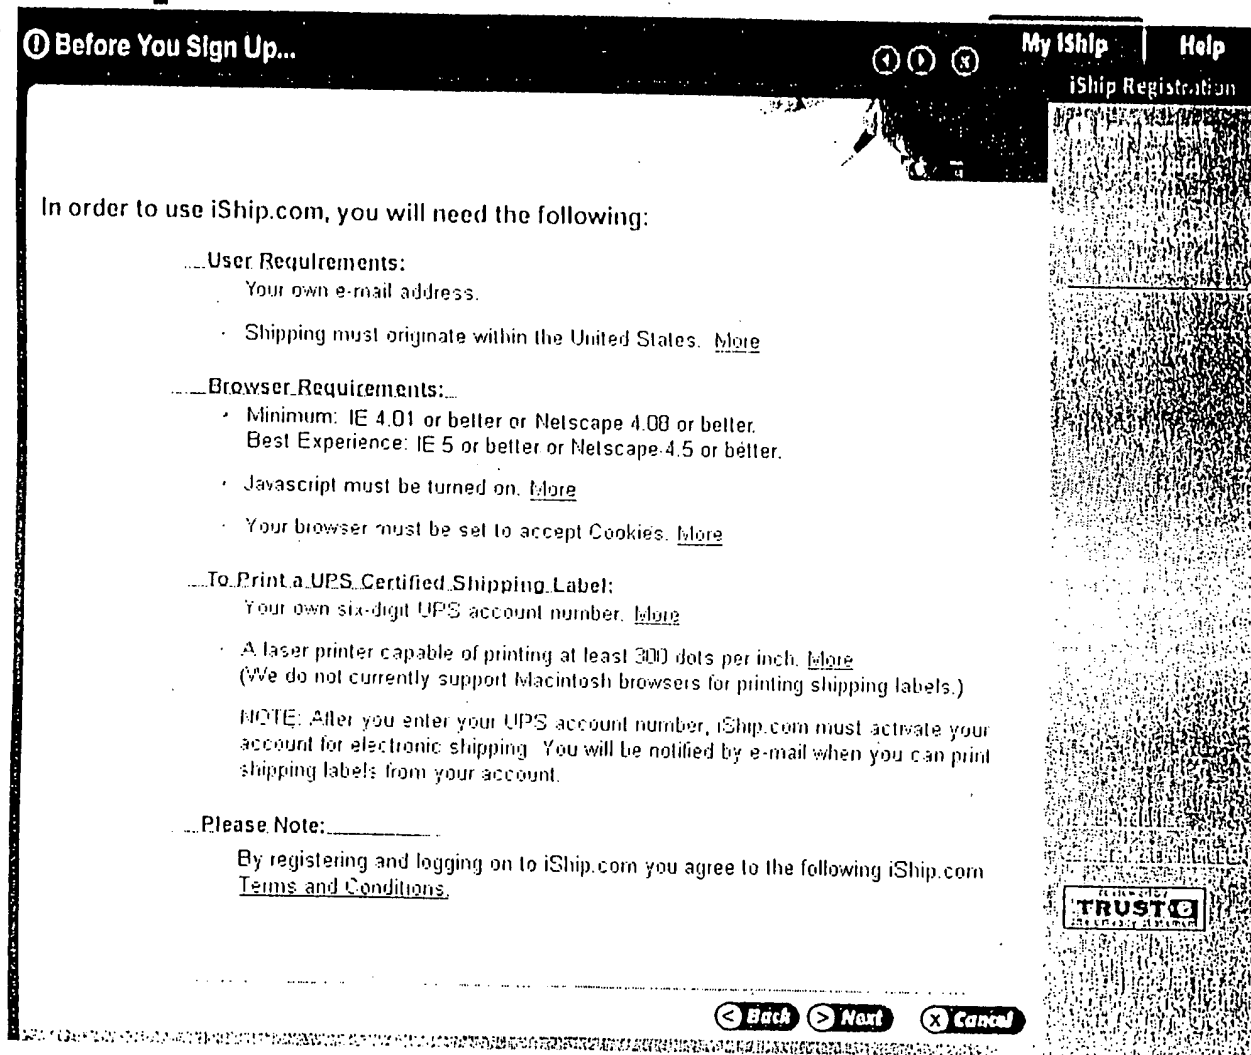 Before You Sign Up...
My iShip
Help
iShip Registration
In order to use iShip.com, you will need the following:
User Requirements:
Your own e-mail address.
Shipping must originate within the United States. More
Browser Requirements:
Minimum: IE 4.01 or better or Netscape 4.08 or better.
Best Experience: IE 5 or better or Netscape 4.5 or better.
Javascript must be turned on. More
Your browser must be set to accept Cookies. More
To Print a UPS Certified Shipping Label:
Your own six-digit UPS account number. More
A laser printer capable of printing at least 300 dots per inch. More
(We do not currently support Macintosh browsers for printing shipping labels.)
NOTE: After you enter your UPS account number, iShip.com must activate your
account for electronic shipping. You will be notified by e-mail when you can print
shipping labels from your account.
Please Note:
By registering and logging on to iShip.com you agree to the following iShip.com
Terms and Conditions.
reviewed by
TRUSTe
site privacy statement
Back
Next
Cancel